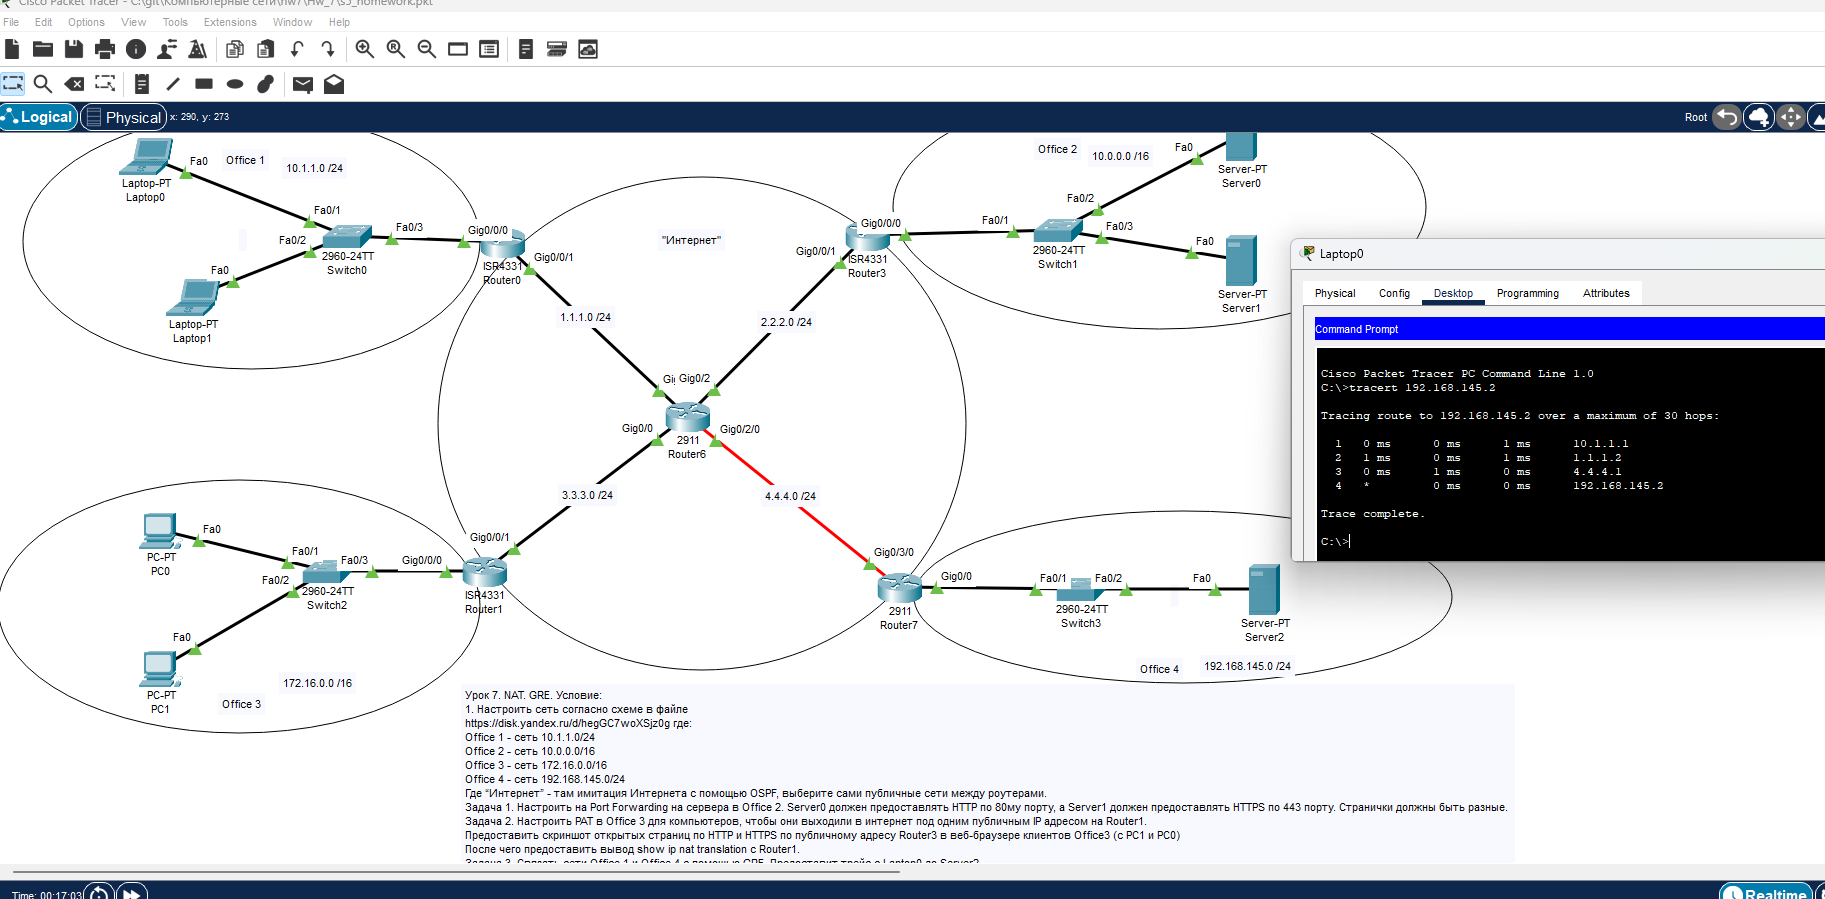 Cisco Packet Tracer - C:\git\Компьютерные сети\hw7\Hw_7\s5_homework.pkt
File Edit Options View Tools Extensions Window Help
Logical Physical x: 290, y: 273
Root
Office 1
10.1.1.0 /24
Fa0
Laptop-PT
Laptop0
Fa0/1
Fa0/2
Fa0/3
2960-24TT
Switch0
Fa0
Laptop-PT
Laptop1
Gig0/0/0
ISR4331
Router0
Gig0/0/1
"Интернет"
1.1.1.0 /24
2.2.2.0 /24
Gig0/0/0
Gig0/0/1
ISR4331
Router3
Office 2
10.0.0.0 /16
Fa0
Server-PT
Server0
Fa0/2
Fa0/1
Fa0/3
2960-24TT
Switch1
Fa0
Server-PT
Server1
Gig0/2
Gig0/0
Gig0/2/0
2911
Router6
3.3.3.0 /24
4.4.4.0 /24
Fa0
PC-PT
PC0
Fa0/1
Fa0/2
Fa0/3
2960-24TT
Switch2
Gig0/0/0
Gig0/0/1
ISR4331
Router1
Fa0
PC-PT
PC1
172.16.0.0 /16
Office 3
Gig0/3/0
Gig0/0
2911
Router7
Fa0/1
Fa0/2
2960-24TT
Switch3
Fa0
Server-PT
Server2
Office 4
192.168.145.0 /24
Laptop0
Physical Config Desktop Programming Attributes
Command Prompt
Cisco Packet Tracer PC Command Line 1.0
C:\>tracert 192.168.145.2
Tracing route to 192.168.145.2 over a maximum of 30 hops:
1 0 ms 0 ms 1 ms 10.1.1.1
2 1 ms 0 ms 1 ms 1.1.1.2
3 0 ms 1 ms 0 ms 4.4.4.1
4 * 0 ms 0 ms 192.168.145.2
Trace complete.
C:\>
Урок 7. NAT. GRE. Условие:
1. Настроить сеть согласно схеме в файле
https://disk.yandex.ru/d/hegGC7woXSjz0g где:
Office 1 - сеть 10.1.1.0/24
Office 2 - сеть 10.0.0.0/16
Office 3 - сеть 172.16.0.0/16
Office 4 - сеть 192.168.145.0/24
Где “Интернет” - там имитация Интернета с помощью OSPF, выберите сами публичные сети между роутерами.
Задача 1. Настроить на Port Forwarding на сервера в Office 2. Server0 должен предоставлять HTTP по 80му порту, а Server1 должен предоставлять HTTPS по 443 порту. Странички должны быть разные.
Задача 2. Настроить PAT в Office 3 для компьютеров, чтобы они выходили в интернет под одним публичным IP адресом на Router1.
Предоставить скриншот открытых страниц по HTTP и HTTPS по публичному адресу Router3 в веб-браузере клиентов Office3 (с PC1 и PC0)
После чего предоставить вывод show ip nat translation с Router1.
Задача 3. Связать сети Office 1 и Office 4 с помощью GRE. Предоставит трейс с Laptop0 до Server2
Time: 00:17:03
Realtime